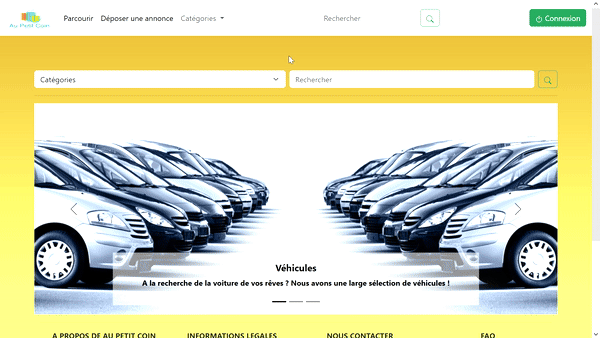 Au Petit Coin
Parcourir Déposer une annonce Catégories Rechercher Connexion
Catégories Rechercher
Véhicules
A la recherche de la voiture de vos rêves ? Nous avons une large sélection de véhicules !
A PROPOS DE AU PETIT COIN INFORMATIONS LEGALES NOUS CONTACTER FAQ